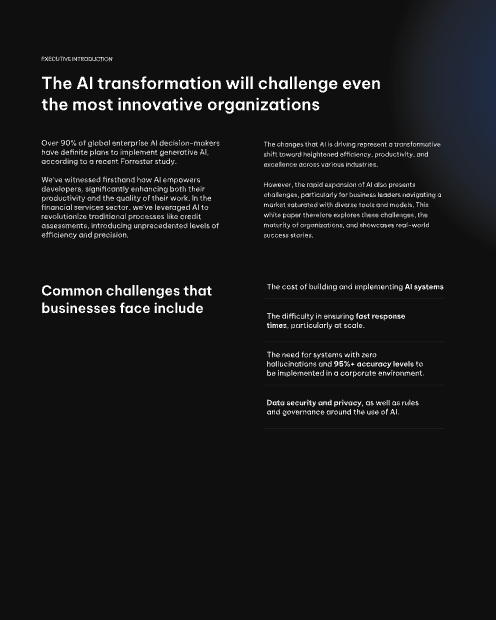 EXECUTIVE INTRODUCTION
The AI transformation will challenge even
the most innovative organizations
Over 90% of global enterprise AI decision-makers
have definite plans to implement generative AI,
according to a recent Forrester study.
We've witnessed firsthand how AI empowers
developers, significantly enhancing both their
productivity and the quality of their work. In the
financial services sector, we've leveraged AI to
revolutionize traditional processes like credit
assessments, introducing unprecedented levels of
efficiency and precision.
The changes that AI is driving represent a transformative
shift toward heightened efficiency, productivity, and
excellence across various industries.
However, the rapid expansion of AI also presents
challenges, particularly for business leaders navigating a
market saturated with diverse tools and models. This
white paper therefore explores these challenges, the
maturity of organizations, and showcases real-world
success stories.
Common challenges that
businesses face include
The cost of building and implementing AI systems
The difficulty in ensuring fast response
times, particularly at scale.
The need for systems with zero
hallucinations and 95%+ accuracy levels to
be implemented in a corporate environment.
Data security and privacy, as well as rules
and governance around the use of AI.